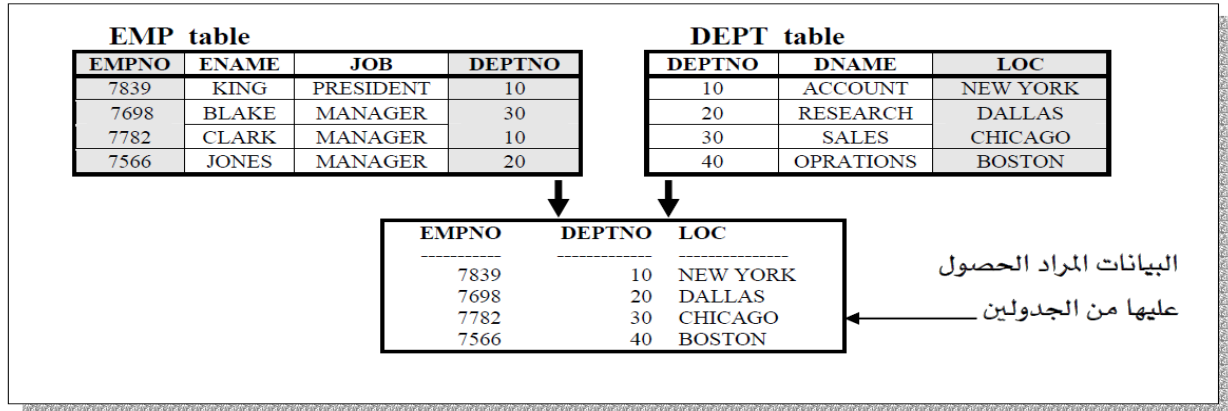 EMP table
EMPNO ENAME JOB DEPTNO
7839 KING PRESIDENT 10
7698 BLAKE MANAGER 30
7782 CLARK MANAGER 10
7566 JONES MANAGER 20
DEPT table
DEPTNO DNAME LOC
10 ACCOUNT NEW YORK
20 RESEARCH DALLAS
30 SALES CHICAGO
40 OPRATIONS BOSTON
EMPNO DEPTNO LOC
----------- ------------- ---------------
7839 10 NEW YORK
7698 20 DALLAS
7782 30 CHICAGO
7566 40 BOSTON
البيانات المراد الحصول
عليها من الجدولين